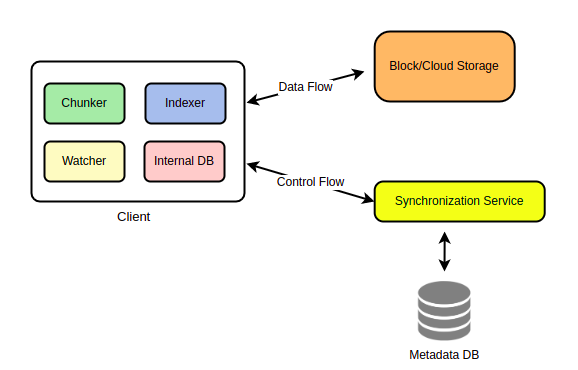 Chunker
Indexer
Watcher
Internal DB
Client
Data Flow
Block/Cloud Storage
Control Flow
Synchronization Service
Metadata DB